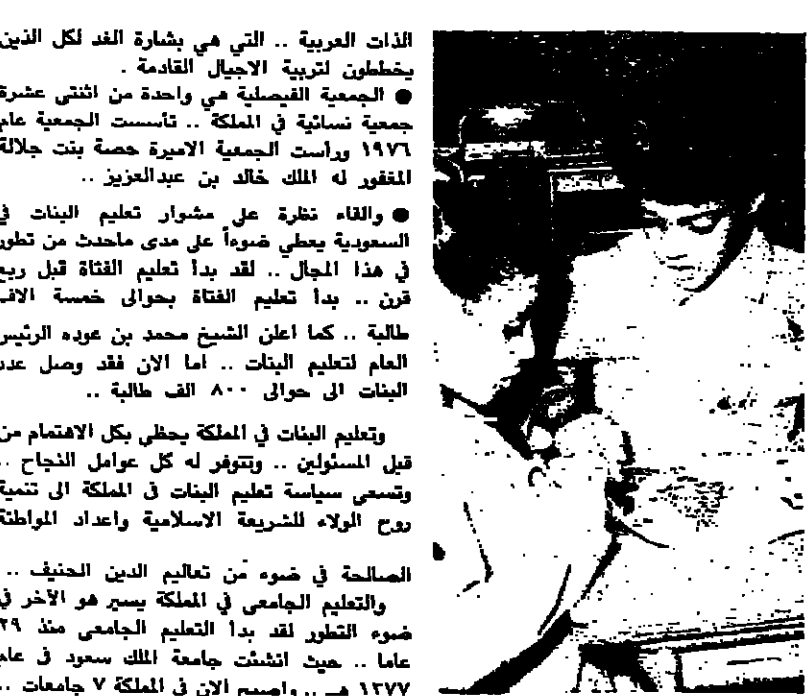 الذات العربية .. التي هي بشارة الغد لكل الذين
يخططون لتربية الاجيال القادمة .
● الجمعية الفيصلية هي واحدة من اثنتى عشرة
جمعية نسائية في المملكة .. تأسست الجمعية عام
١٩٧٦ ورأست الجمعية الاميرة حصة بنت جلالة
المغفور له الملك خالد بن عبدالعزيز ..
● والقاء نظرة على مشوار تعليم البنات في
السعودية يعطي ضوءاً على مدى ماحدث من تطور
في هذا المجال .. لقد بدأ تعليم الفتاة قبل ربع
قرن .. بدأ تعليم الفتاة بحوالى خمسة الاف
طالبة .. كما اعلن الشيخ محمد بن عوده الرئيس
العام لتعليم البنات .. اما الان فقد وصل عدد
البنات الى حوالى ٨٠٠ الف طالبة ..
وتعليم البنات في المملكة يحظى بكل الاهتمام من
قبل المسئولين .. وتتوفر له كل عوامل النجاح ..
وتسعى سياسة تعليم البنات فى المملكة الى تنمية
روح الولاء للشريعة الاسلامية واعداد المواطنة
الصالحة في ضوء من تعاليم الدين الحنيف ..
والتعليم الجامعى في المملكة يسير هو الآخر في
ضوء التطور لقد بدأ التعليم الجامعى منذ ٢٩
عاما .. حيث انشئت جامعة الملك سعود فى عام
١٣٧٧ هـ .. واصبح الان في المملكة ٧ جامعات ..